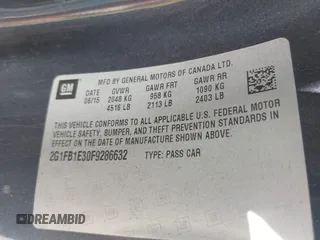 GM
MFD BY GENERAL MOTORS OF CANADA LTD.
DATE GVWR GAWR FRT GAWR RR
06/15 2048 KG 958 KG 1090 KG
4516 LB 2113 LB 2403 LB
THIS VEHICLE CONFORMS TO ALL APPLICABLE U.S. FEDERAL MOTOR
VEHICLE SAFETY, BUMPER, AND THEFT PREVENTION STANDARDS IN
EFFECT ON THE DATE OF MANUFACTURE SHOWN ABOVE.
2G1FB1E30F9286632 TYPE: PASS CAR
DREAMBID